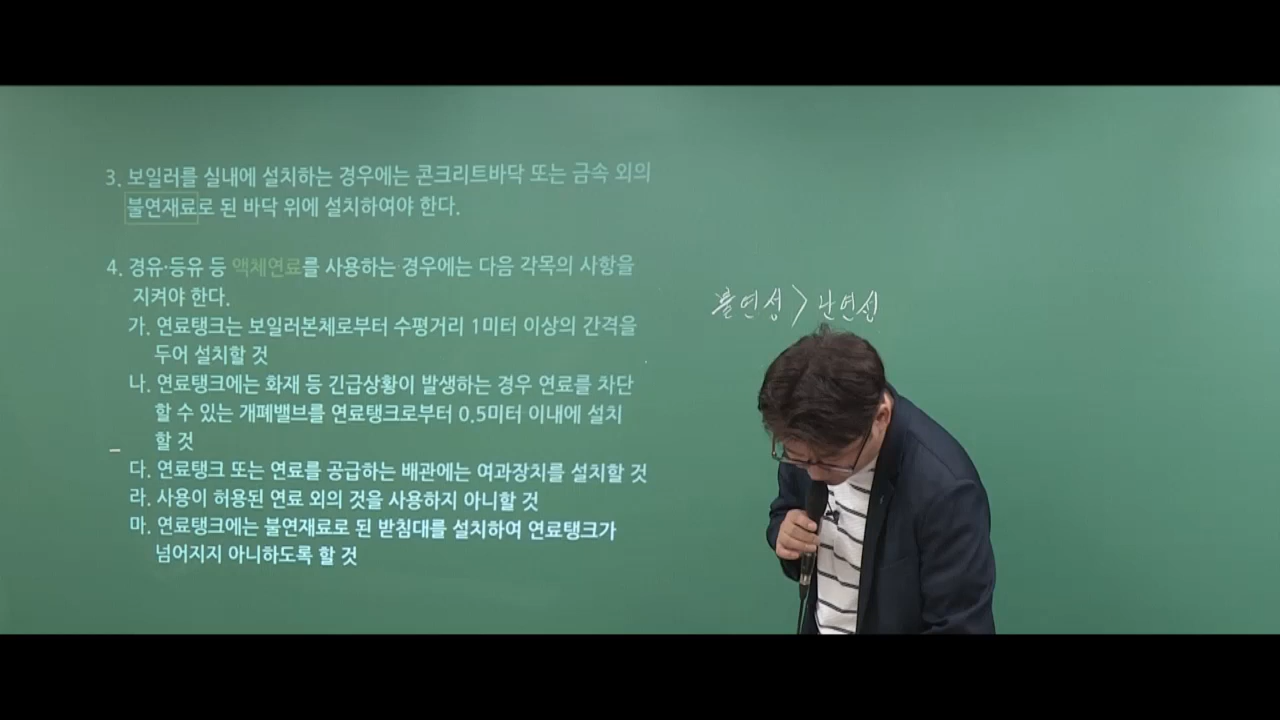 3. 보일러를 실내에 설치하는 경우에는 콘크리트바닥 또는 금속 외의
불연재료로 된 바닥 위에 설치하여야 한다.
4. 경유·등유 등 액체연료를 사용하는 경우에는 다음 각목의 사항을
지켜야 한다.
가. 연료탱크는 보일러본체로부터 수평거리 1미터 이상의 간격을
두어 설치할 것
나. 연료탱크에는 화재 등 긴급상황이 발생하는 경우 연료를 차단
할 수 있는 개폐밸브를 연료탱크로부터 0.5미터 이내에 설치
할 것
다. 연료탱크 또는 연료를 공급하는 배관에는 여과장치를 설치할 것
라. 사용이 허용된 연료 외의 것을 사용하지 아니할 것
마. 연료탱크에는 불연재료로 된 받침대를 설치하여 연료탱크가
넘어지지 아니하도록 할 것
불연성 > 난연성